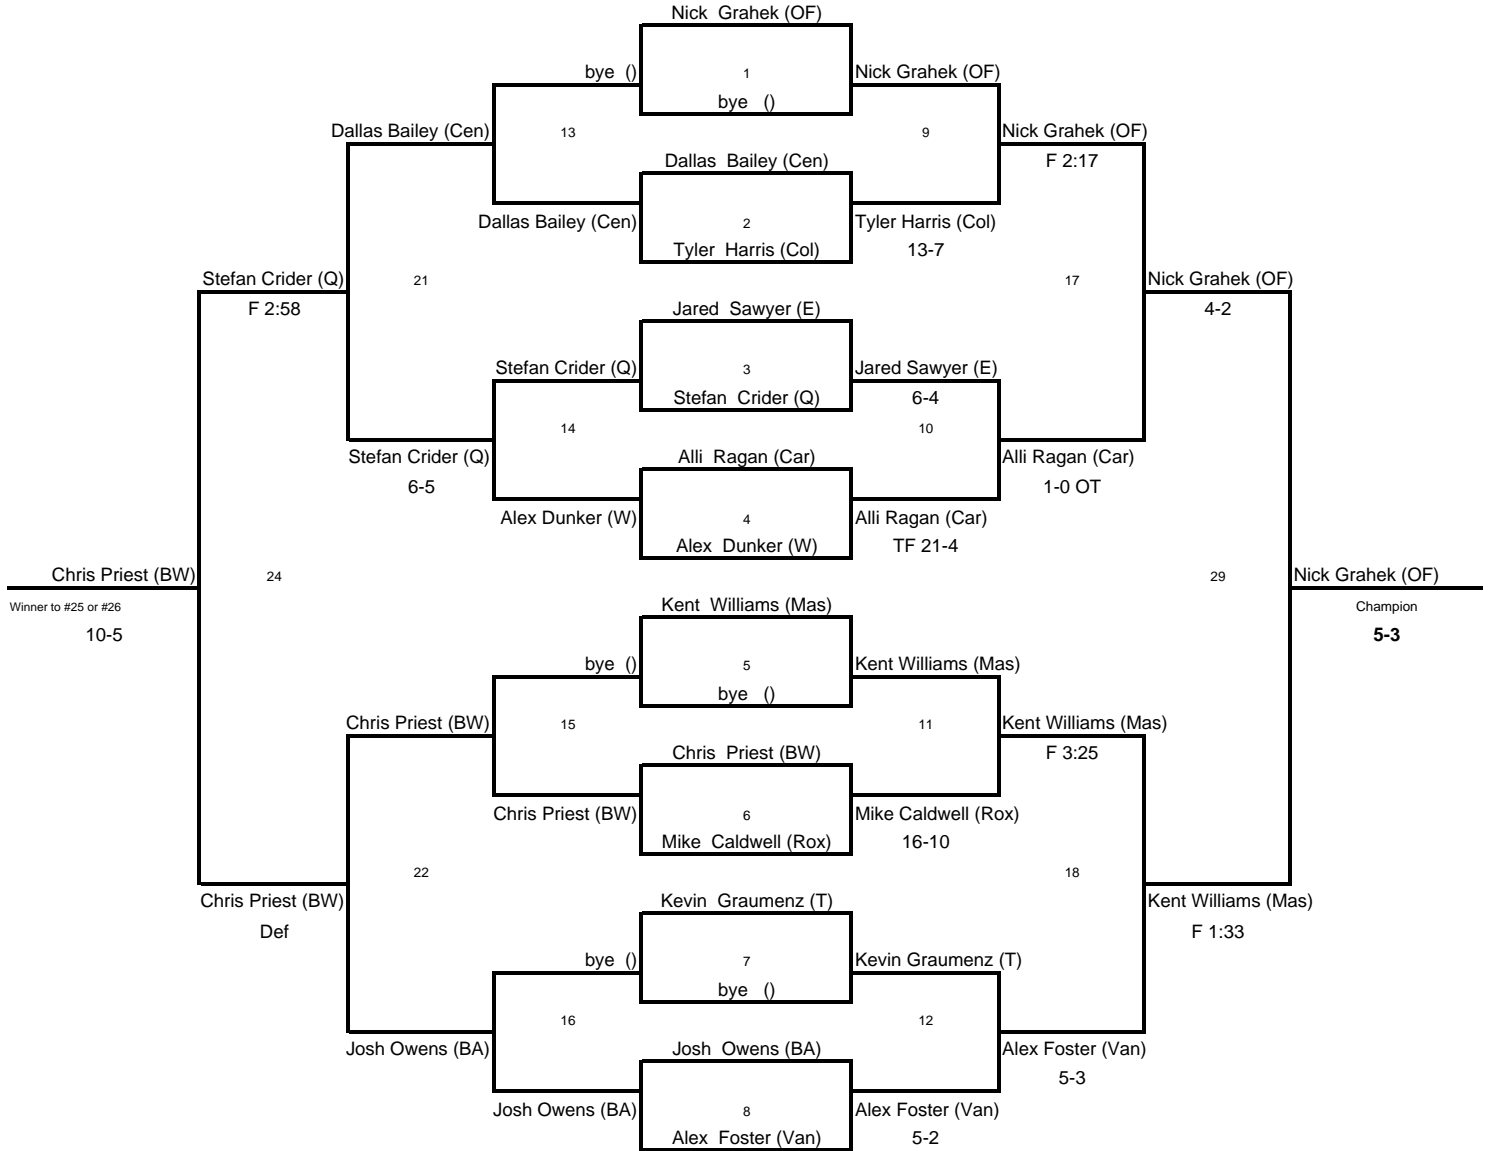 Nick Grahek (OF)
bye () 1 Nick Grahek (OF)
bye ()
Dallas Bailey (Cen) 13 9 Nick Grahek (OF)
Dallas Bailey (Cen) F 2:17
Dallas Bailey (Cen) 2 Tyler Harris (Col)
Tyler Harris (Col) 13-7
Stefan Crider (Q) 21 17 Nick Grahek (OF)
F 2:58 Jared Sawyer (E) 4-2
Stefan Crider (Q) 3 Jared Sawyer (E)
Stefan Crider (Q) 6-4
14 10
Stefan Crider (Q) Alli Ragan (Car) Alli Ragan (Car)
6-5 1-0 OT
Alex Dunker (W) 4 Alli Ragan (Car)
Alex Dunker (W) TF 21-4
Chris Priest (BW) 24 29 Nick Grahek (OF)
Winner to #25 or #26 Kent Williams (Mas) Champion
10-5 5-3
bye () 5 Kent Williams (Mas)
bye ()
Chris Priest (BW) 15 11 Kent Williams (Mas)
Chris Priest (BW) F 3:25
Chris Priest (BW) 6 Mike Caldwell (Rox)
Mike Caldwell (Rox) 16-10
22 18
Chris Priest (BW) Kevin Graumenz (T) Kent Williams (Mas)
Def F 1:33
bye () 7 Kevin Graumenz (T)
bye ()
16 12
Josh Owens (BA) Josh Owens (BA) Alex Foster (Van)
5-3
Josh Owens (BA) 8 Alex Foster (Van)
Alex Foster (Van) 5-2